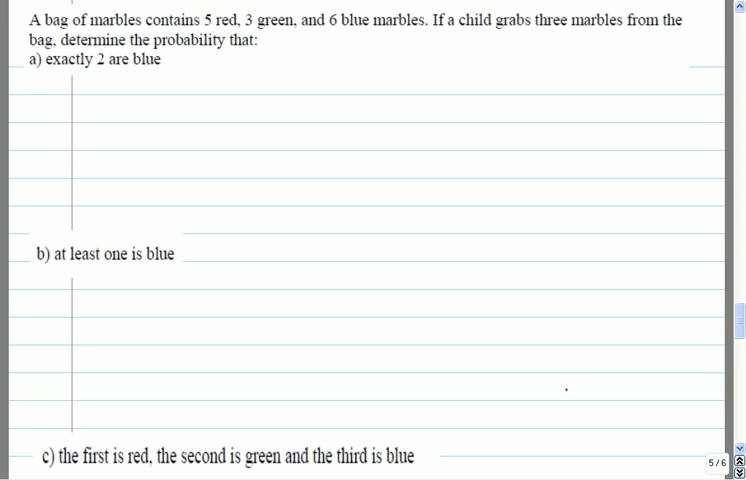 A bag of marbles contains 5 red, 3 green, and 6 blue marbles. If a child grabs three marbles from the
bag, determine the probability that:
a) exactly 2 are blue
b) at least one is blue
c) the first is red, the second is green and the third is blue
5 / 6